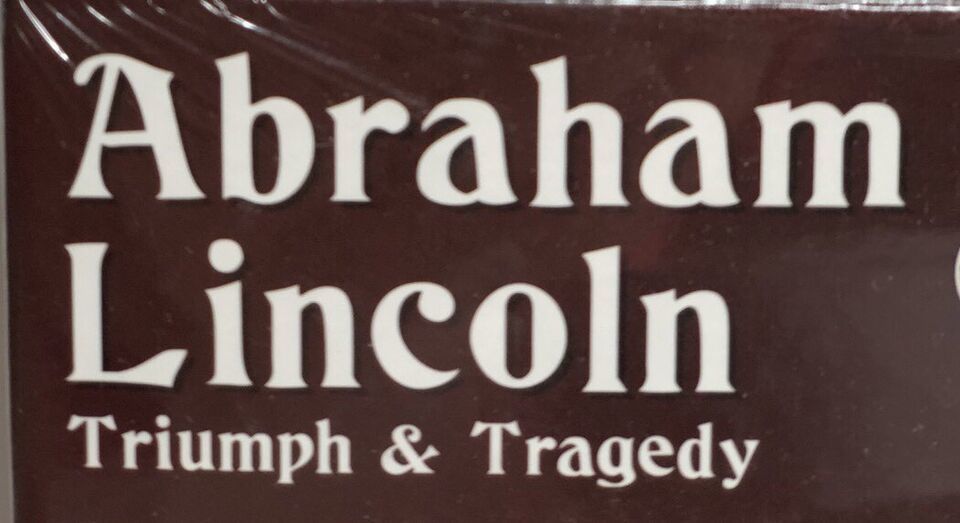 Abraham
Lincoln
Triumph & Tragedy